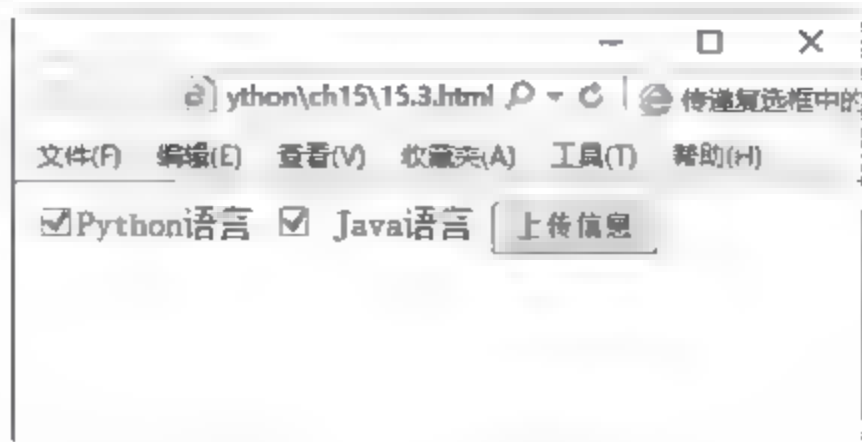 ython\ch15\15.3.html 传递复选框中的
文件(F) 编辑(E) 查看(V) 收藏夹(A) 工具(T) 帮助(H)
Python语言 Java语言 上传信息